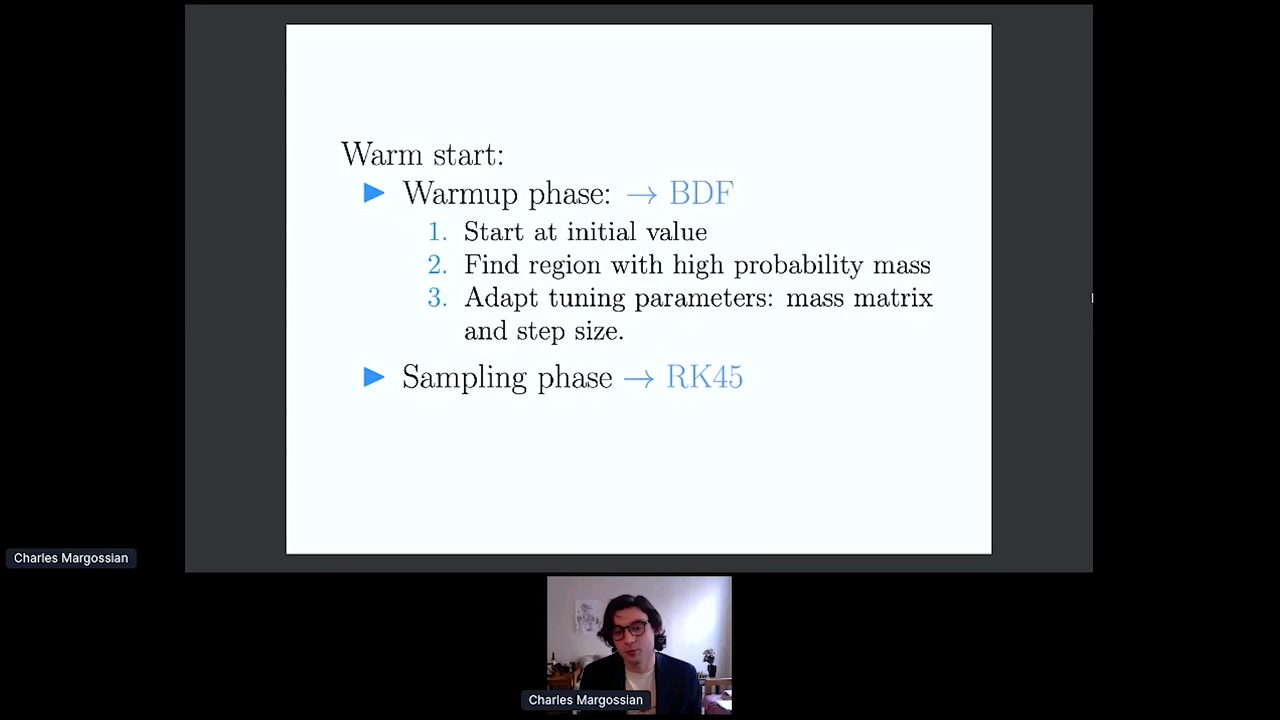 Warm start:
▶ Warmup phase: → BDF
1. Start at initial value
2. Find region with high probability mass
3. Adapt tuning parameters: mass matrix
and step size.
▶ Sampling phase → RK45
Charles Margossian
Charles Margossian